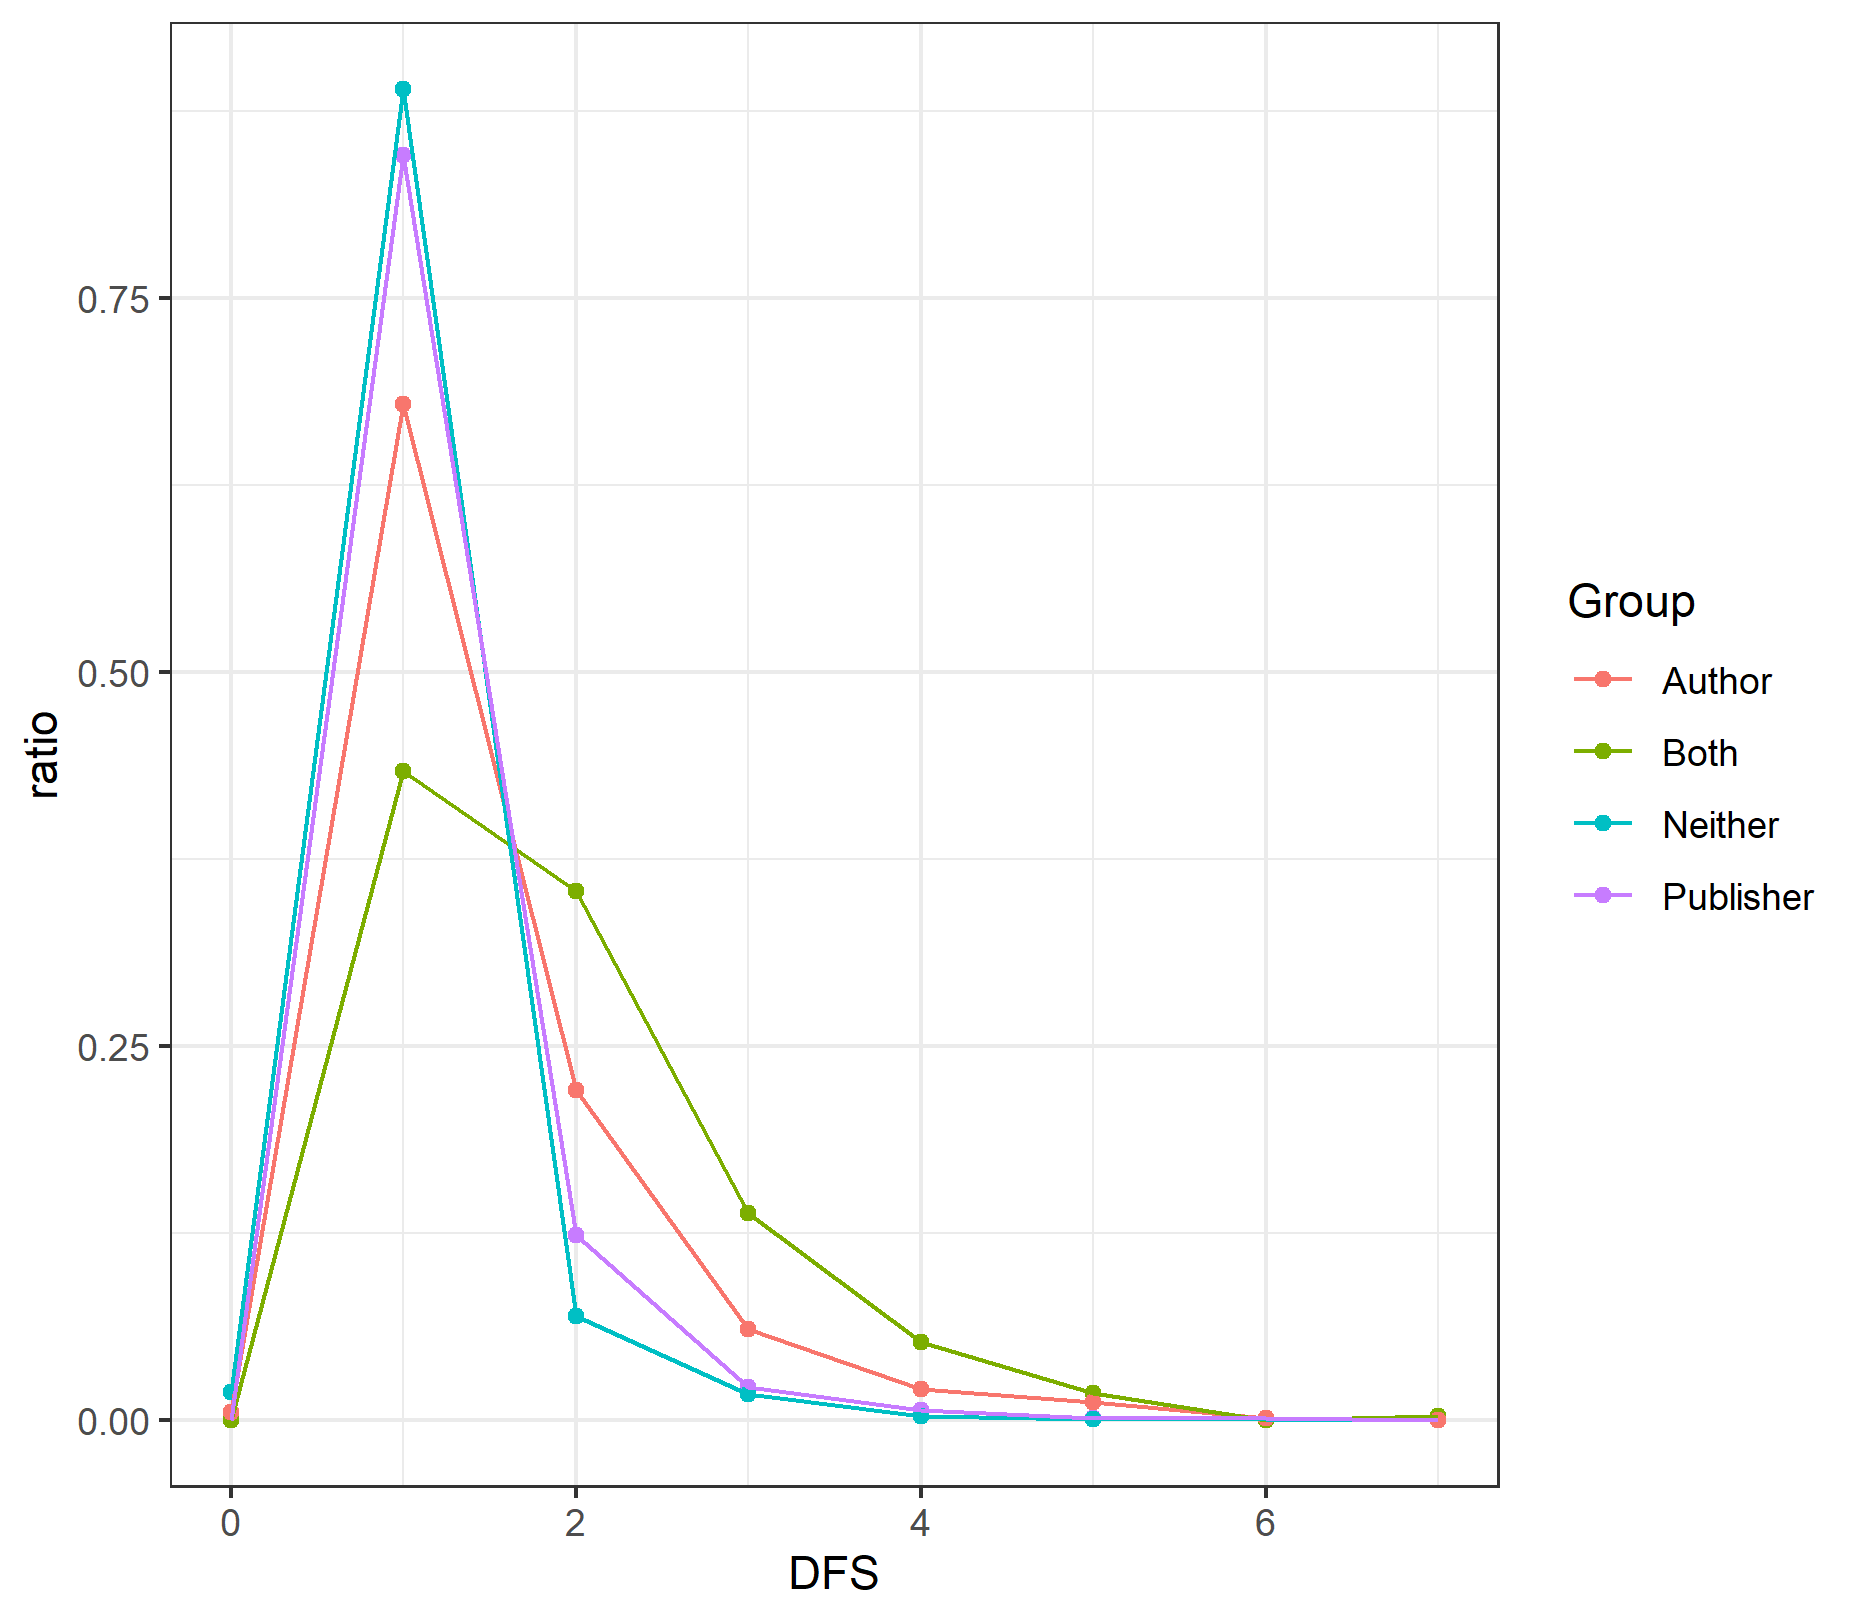 0.75
0.50
0.25
0.00
ratio
0 2 4 6
DFS
Group
Author
Both
Neither
Publisher